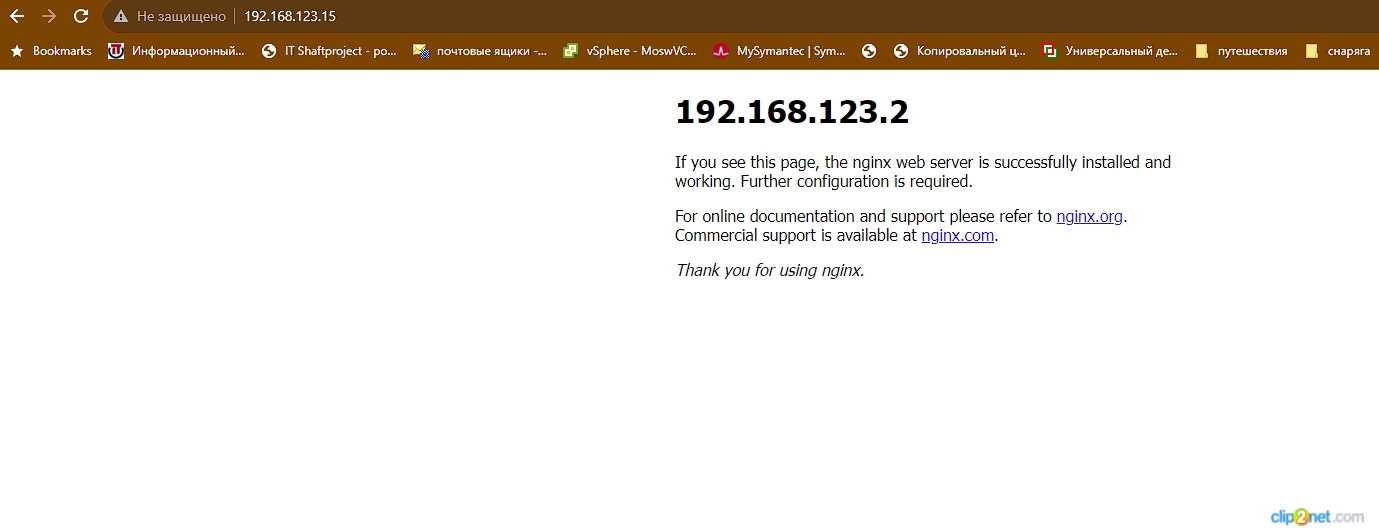 Не защищено 192.168.123.15
Bookmarks Информационный... IT Shaftproject - po... почтовые ящики -... vSphere - MoswVC... MySymantec | Sym... Копировальный ц... Универсальный де... путешествия снаряга
192.168.123.2
If you see this page, the nginx web server is successfully installed and
working. Further configuration is required.
For online documentation and support please refer to nginx.org.
Commercial support is available at nginx.com.
Thank you for using nginx.
clip2net.com